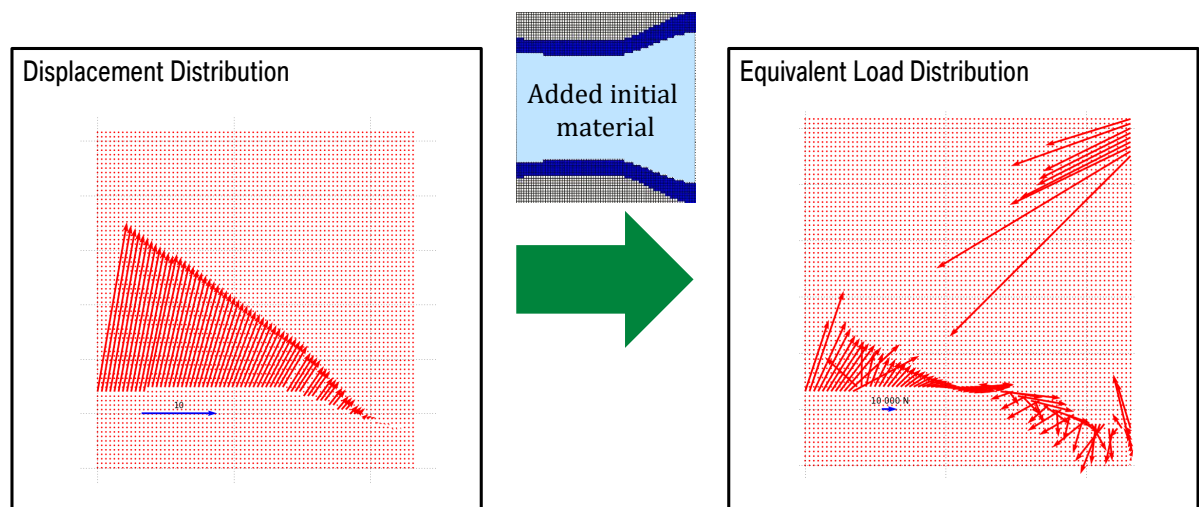 Displacement Distribution
10
Added initial
material
Equivalent Load Distribution
10 000 N